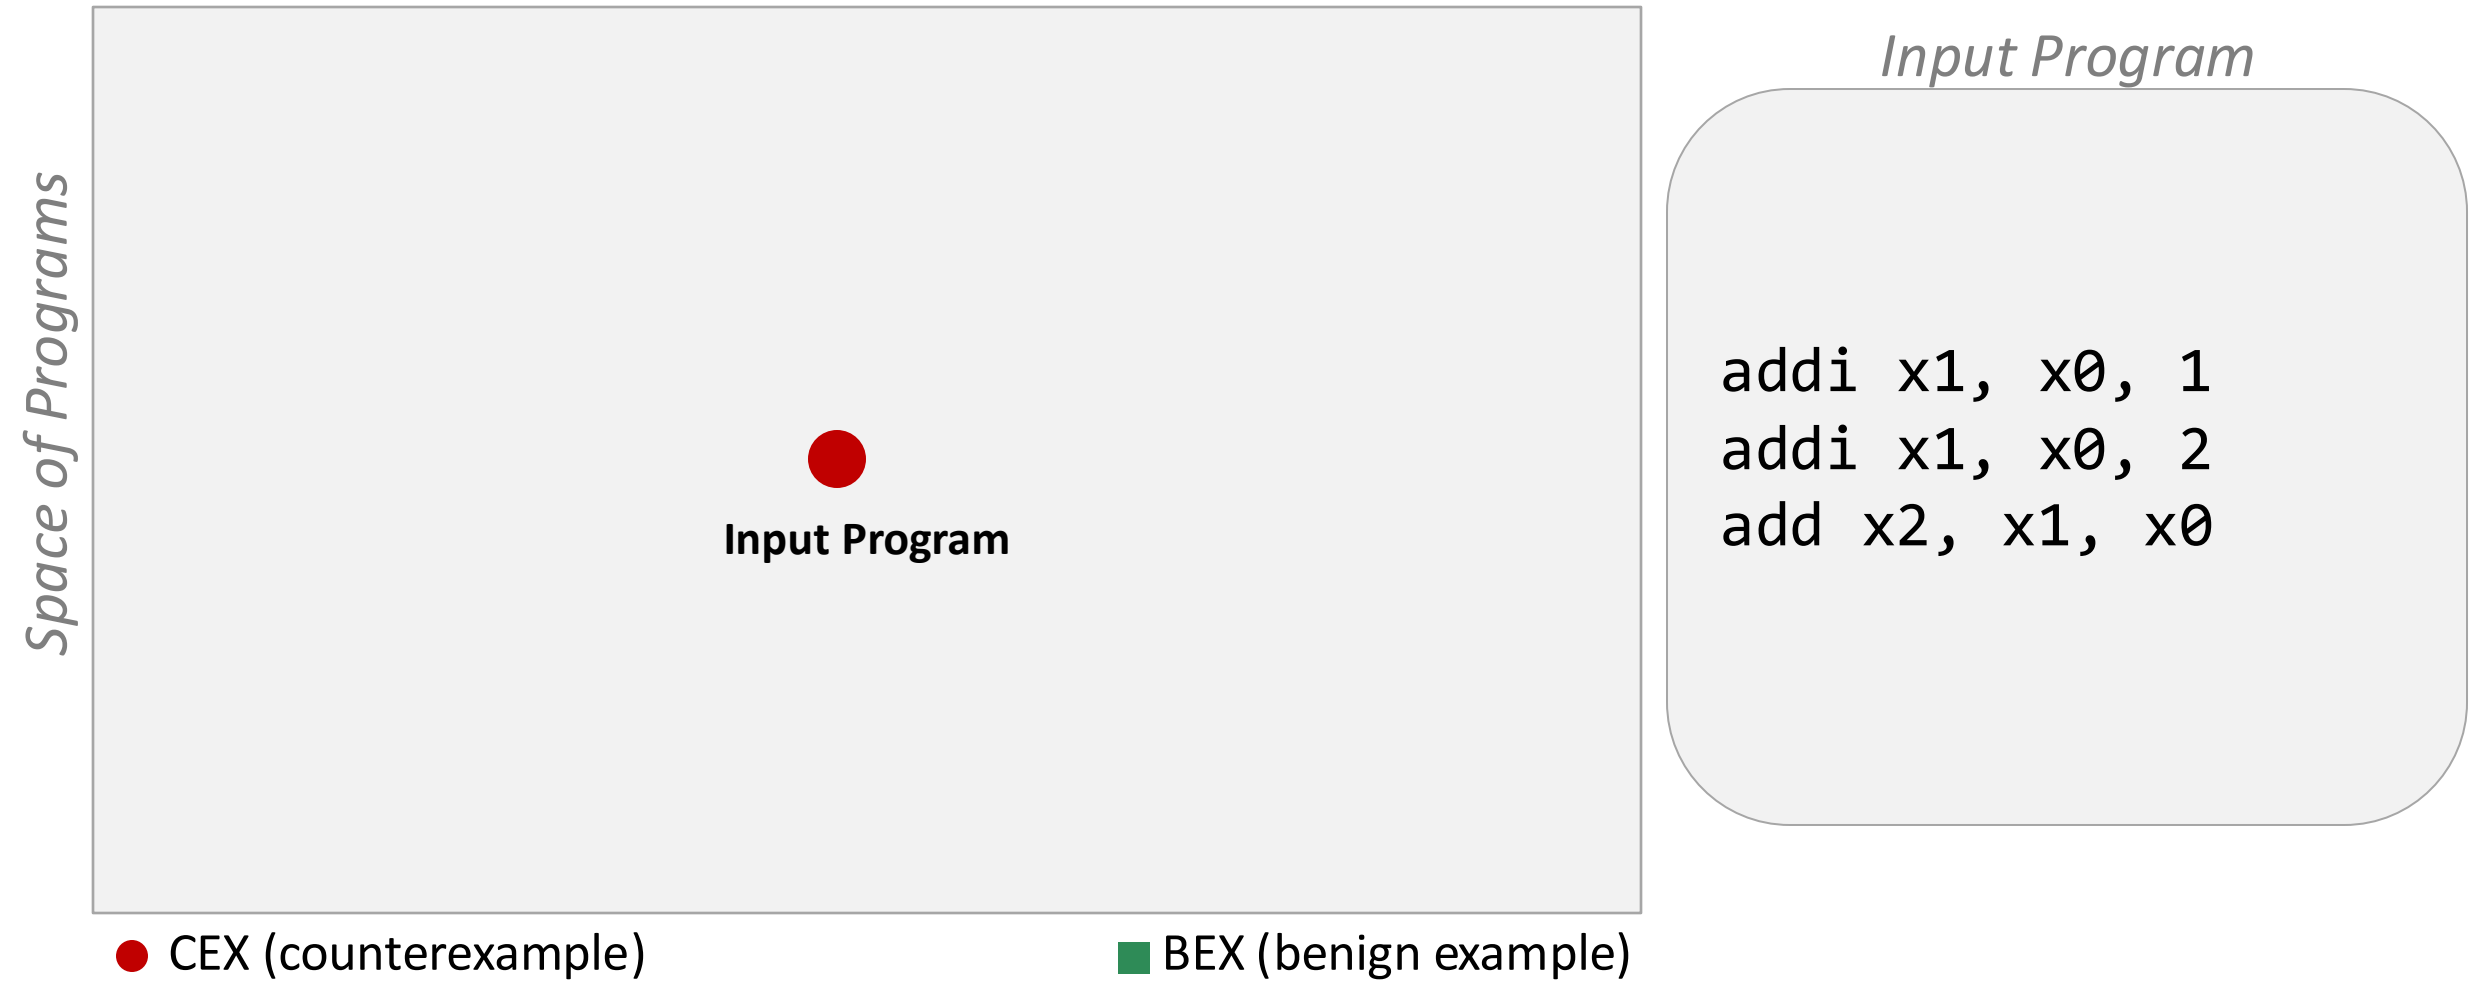 Space of Programs
Input Program
CEX (counterexample)
BEX (benign example)
Input Program
addi x1, x0, 1
addi x1, x0, 2
add x2, x1, x0